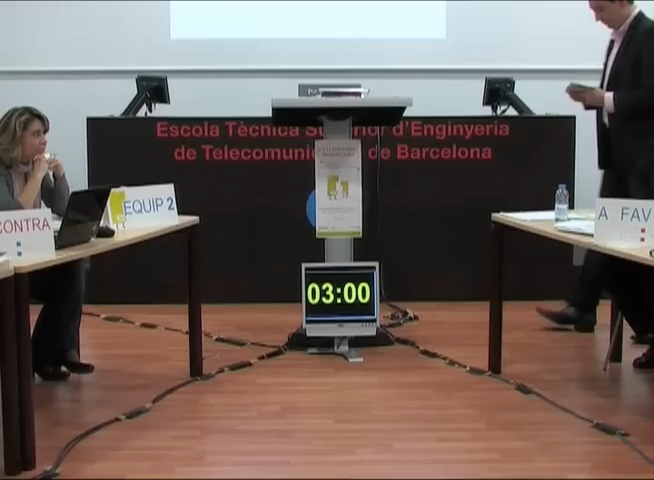 Escola Tècnica Superior d'Enginyeria
de Telecomunicació de Barcelona
EQUIP 2
CONTRA
A FAV
03:00